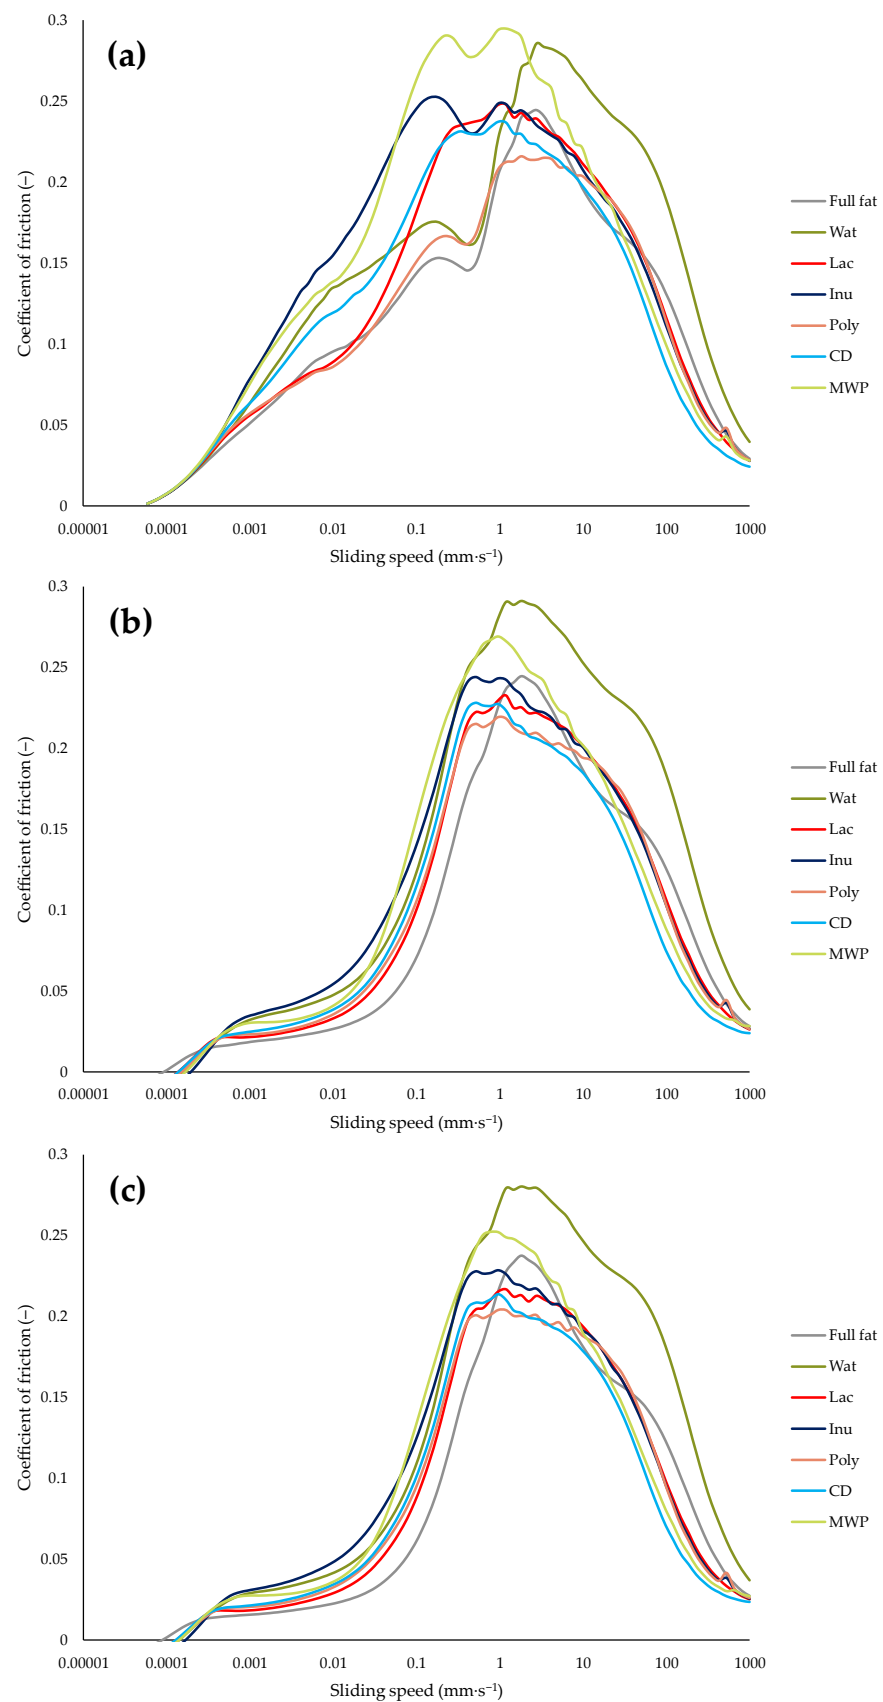 (a)
Coefficient of friction (–)
0.3
0.25
0.2
0.15
0.1
0.05
0
0.00001 0.0001 0.001 0.01 0.1 1 10 100 1000
Sliding speed (mm·s⁻¹)
Full fat
Wat
Lac
Inu
Poly
CD
MWP
(b)
Coefficient of friction (–)
0.3
0.25
0.2
0.15
0.1
0.05
0
0.00001 0.0001 0.001 0.01 0.1 1 10 100 1000
Sliding speed (mm·s⁻¹)
Full fat
Wat
Lac
Inu
Poly
CD
MWP
(c)
Coefficient of friction (–)
0.3
0.25
0.2
0.15
0.1
0.05
0
0.00001 0.0001 0.001 0.01 0.1 1 10 100 1000
Sliding speed (mm·s⁻¹)
Full fat
Wat
Lac
Inu
Poly
CD
MWP